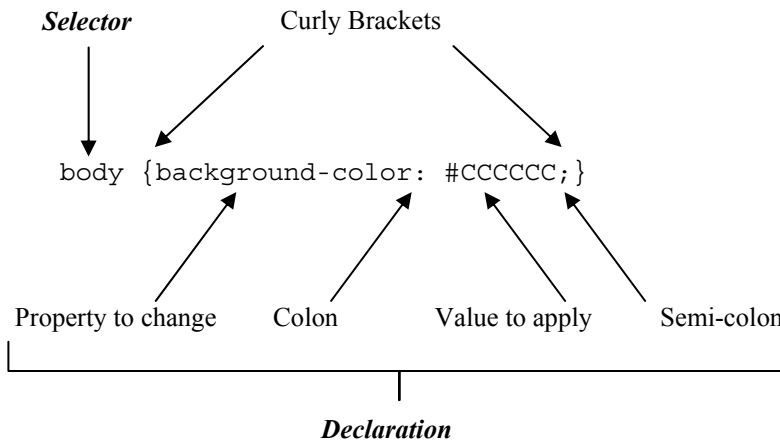 Selector Curly Brackets
body {background-color: #CCCCCC;}
Property to change Colon Value to apply Semi-colon
Declaration